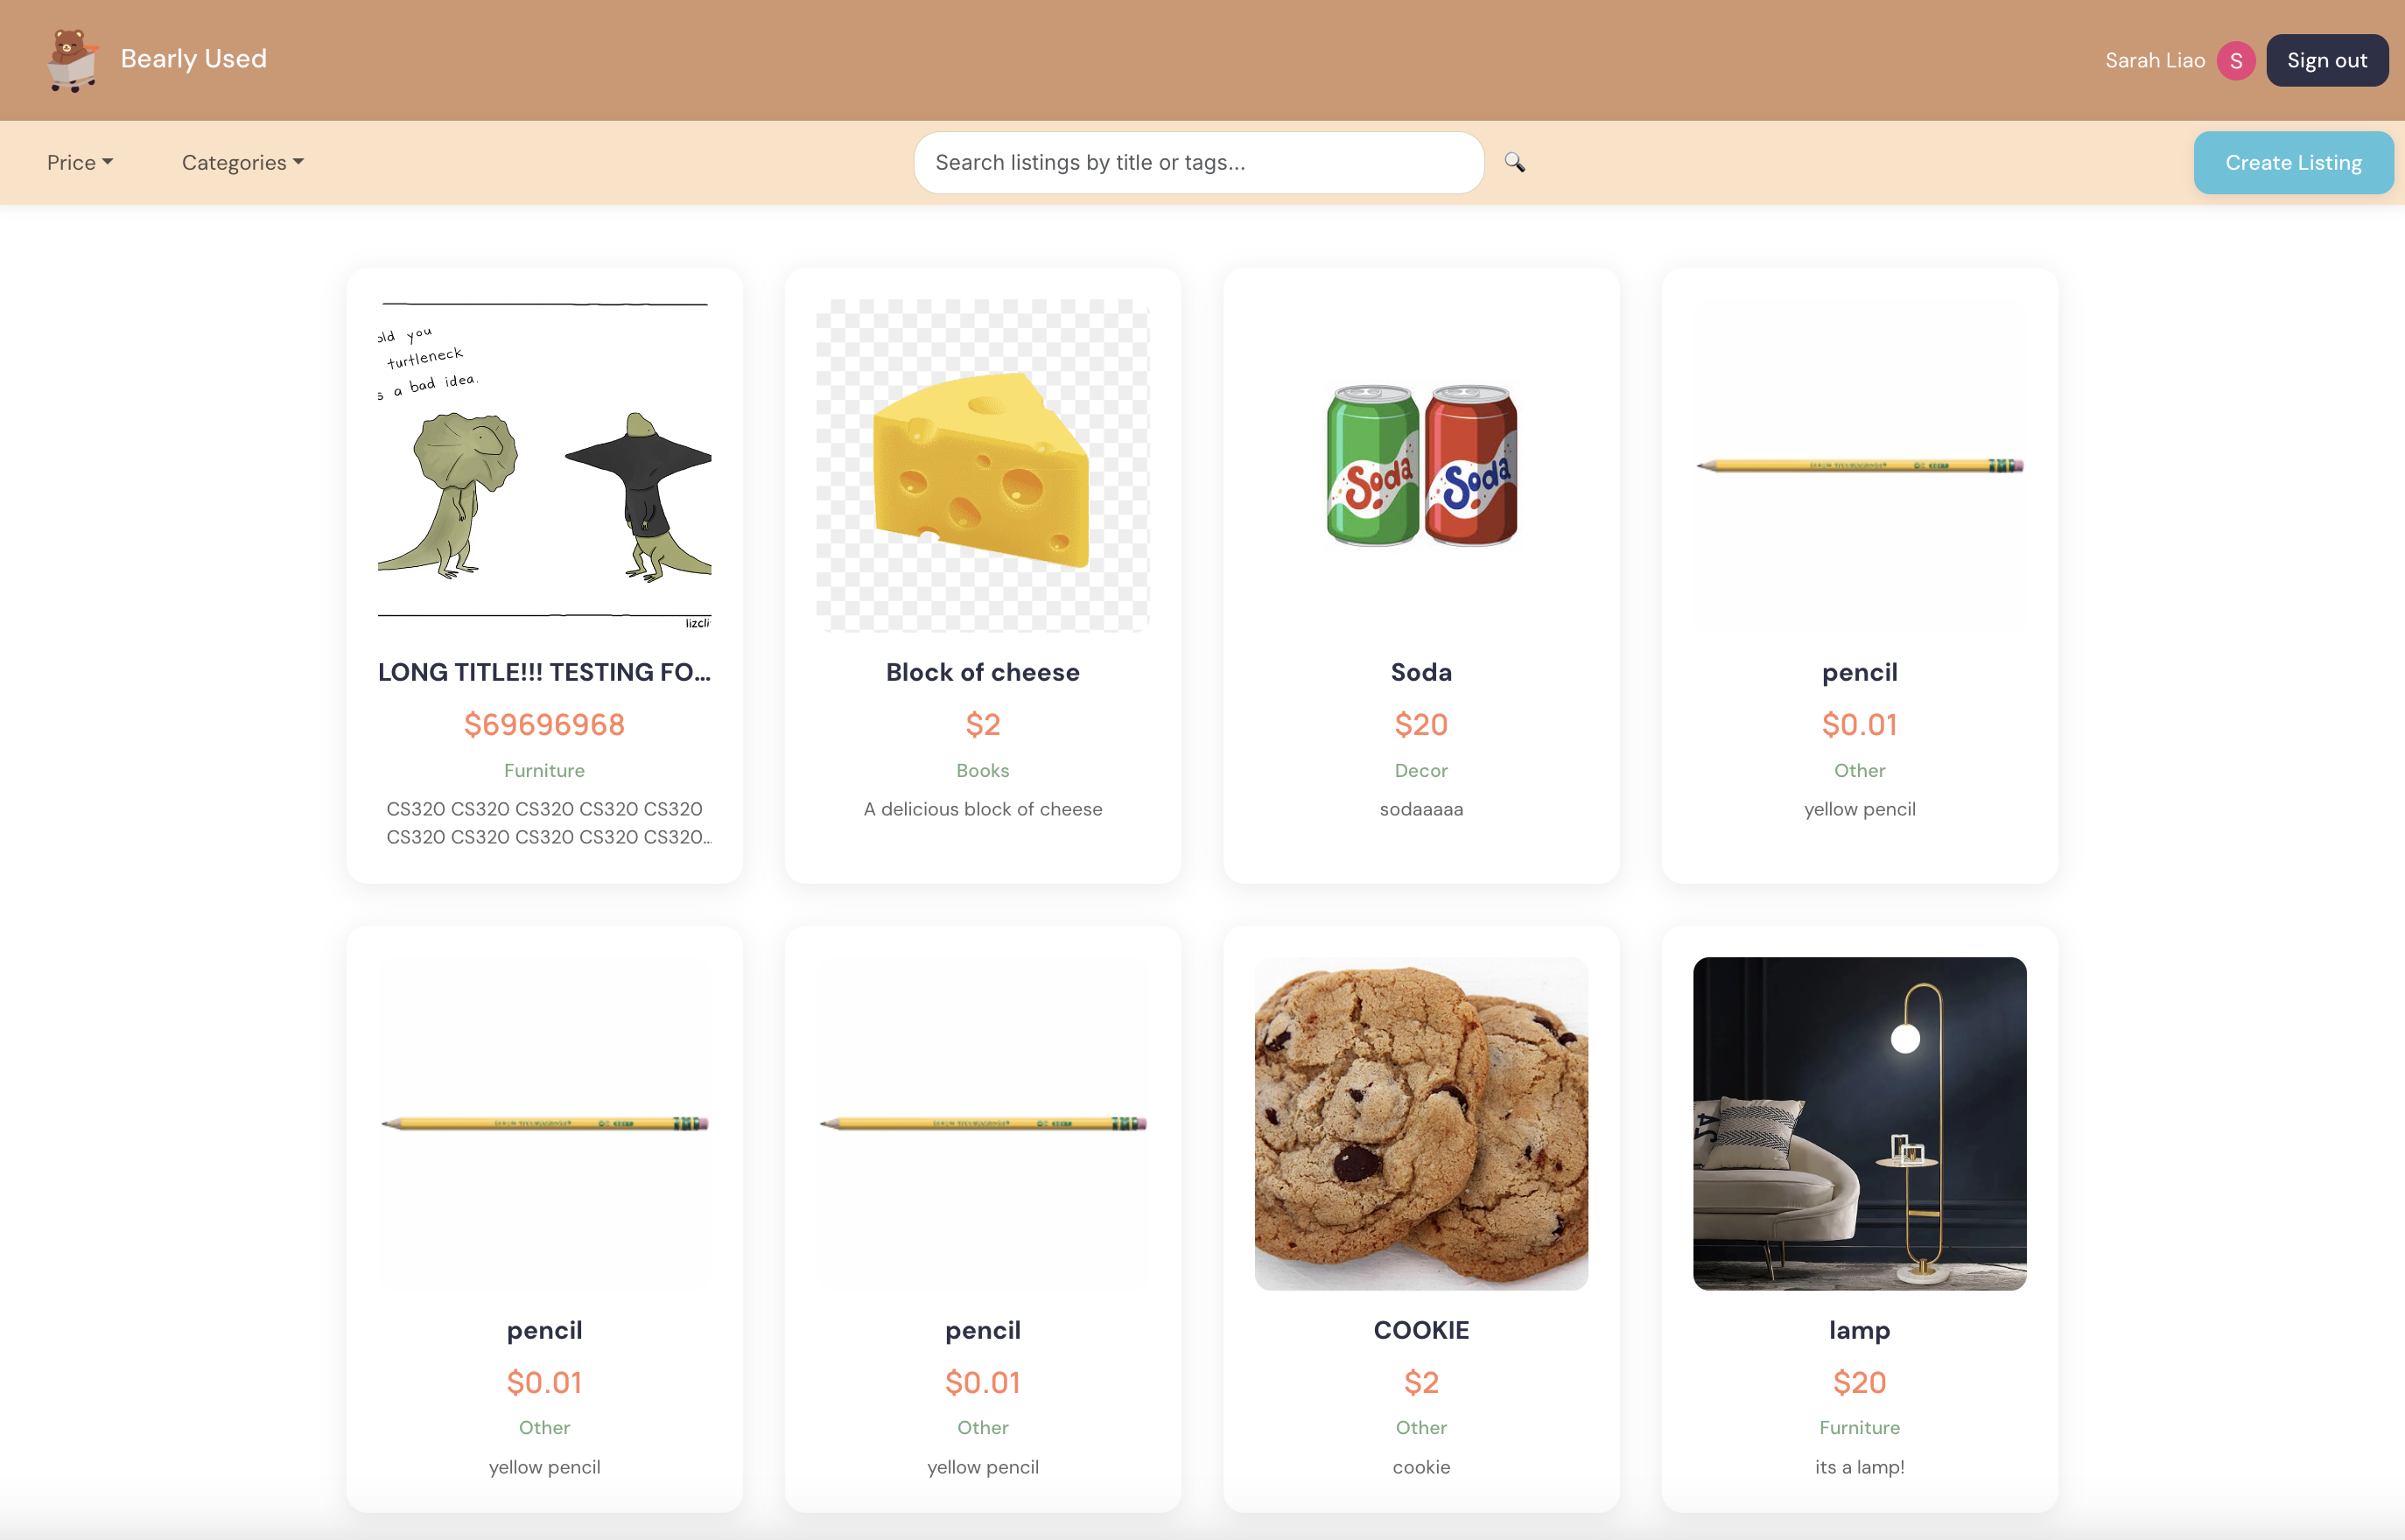 Bearly Used
Sarah Liao
S
Sign out
Price
Categories
Search listings by title or tags...
Create Listing
old you
turtleneck
s a bad idea.
lizcli
LONG TITLE!!! TESTING FO...
$69696968
Furniture
CS320 CS320 CS320 CS320 CS320
CS320 CS320 CS320 CS320 CS320...
Block of cheese
$2
Books
A delicious block of cheese
Soda
Soda
Soda
$20
Decor
sodaaaaa
pencil
$0.01
Other
yellow pencil
pencil
$0.01
Other
yellow pencil
pencil
$0.01
Other
yellow pencil
COOKIE
$2
Other
cookie
lamp
$20
Furniture
its a lamp!